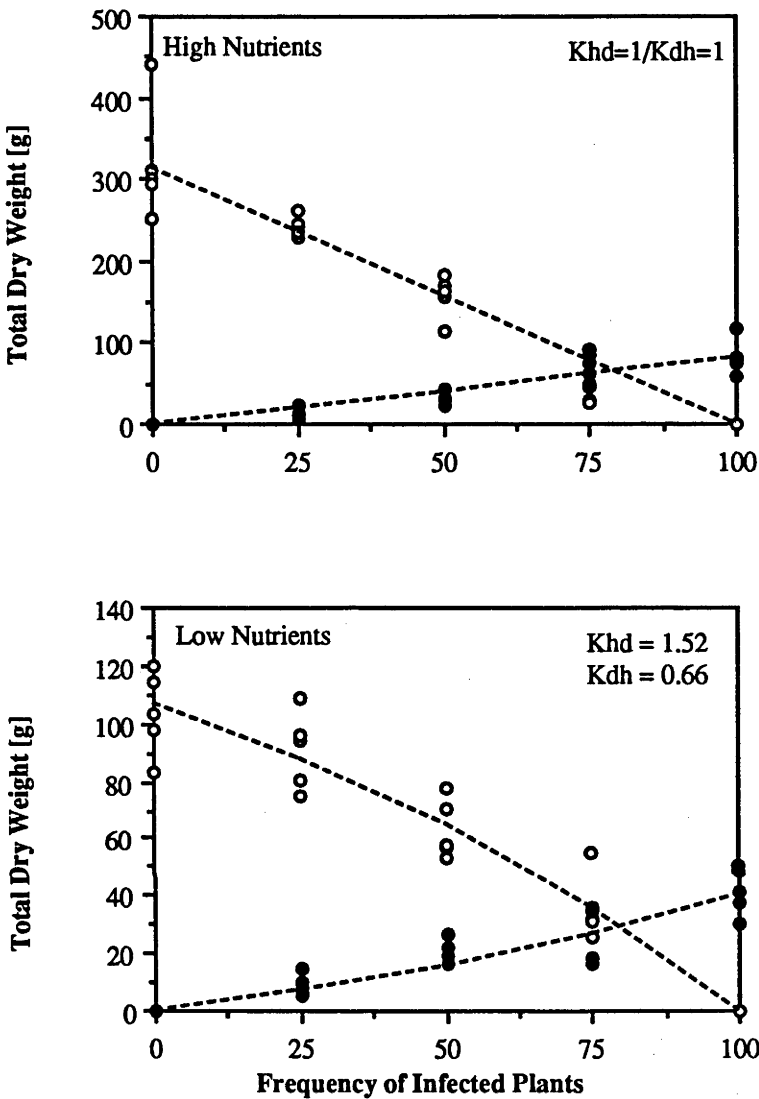 High Nutrients
Khd=1/Kdh=1
Total Dry Weight [g]
500
400
300
200
100
0
0 25 50 75 100
Low Nutrients
Khd = 1.52
Kdh = 0.66
Total Dry Weight [g]
140
120
100
80
60
40
20
0
0 25 50 75 100
Frequency of Infected Plants